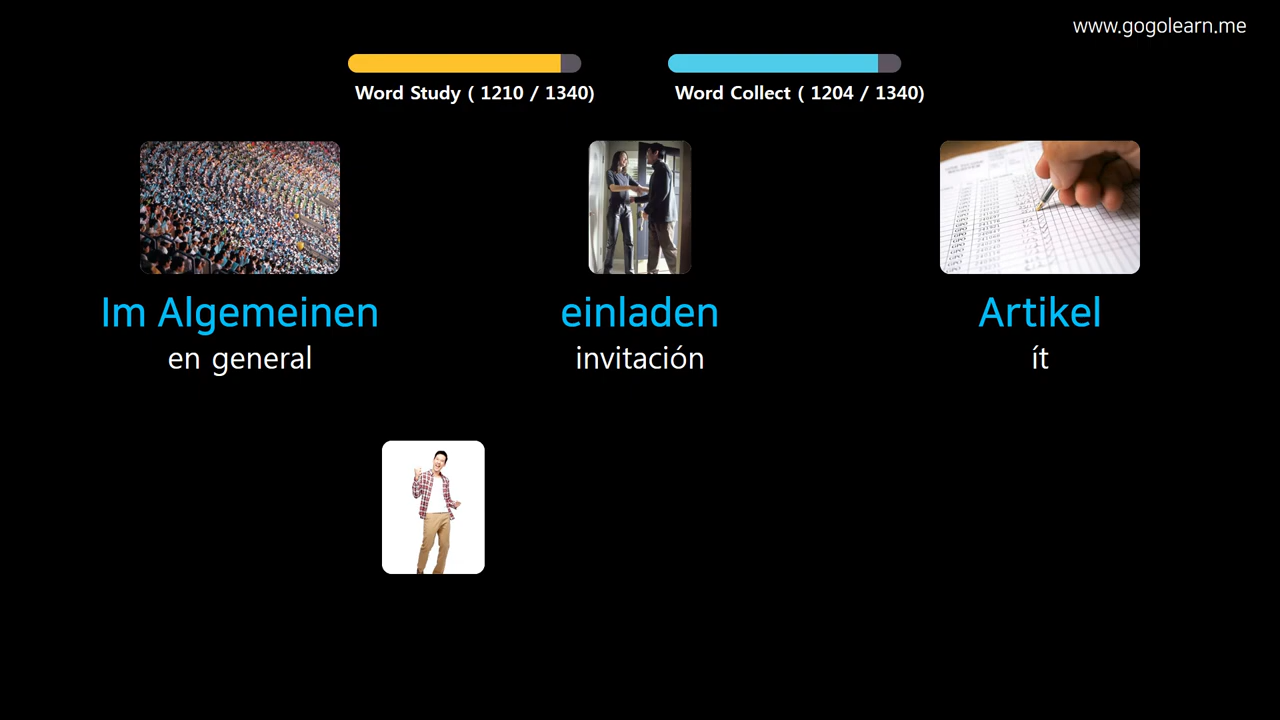 www.gogolearn.me
Word Study ( 1210 / 1340)
Word Collect ( 1204 / 1340)
Im Algemeinen
einladen
Artikel
en general
invitación
ít